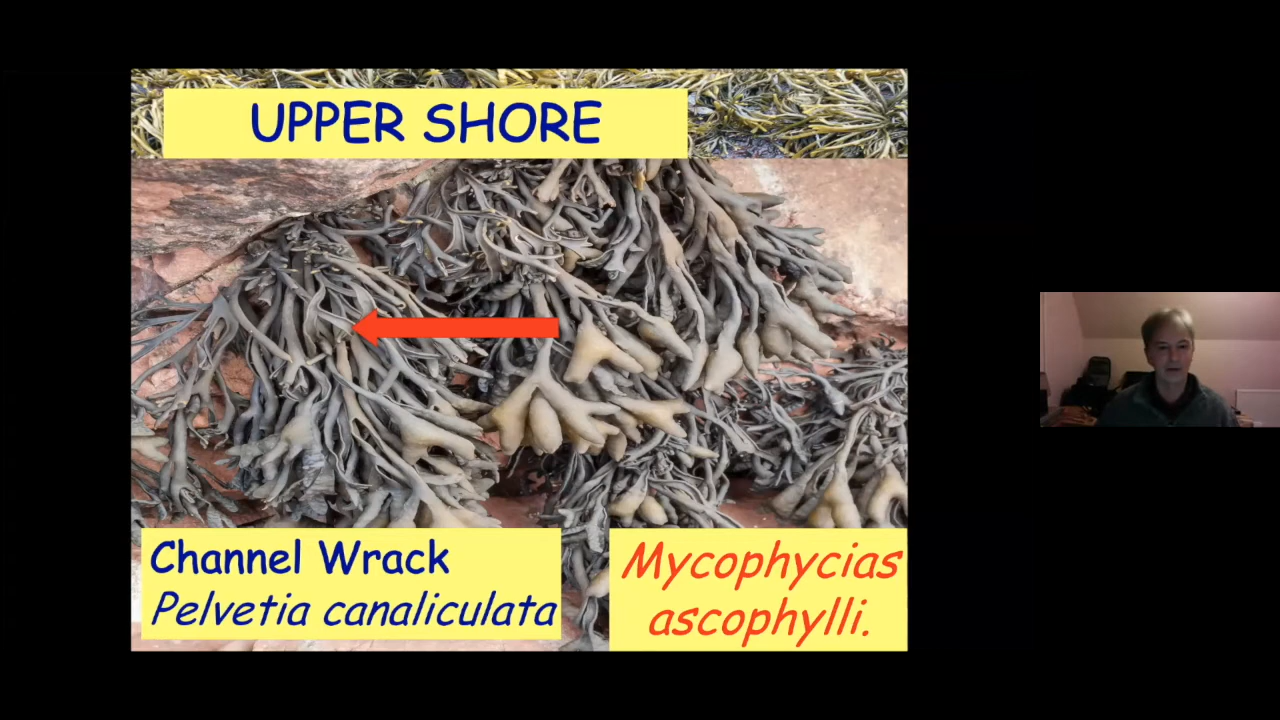 UPPER SHORE
Channel Wrack
Pelvetia canaliculata
Mycophycias
ascophylli.